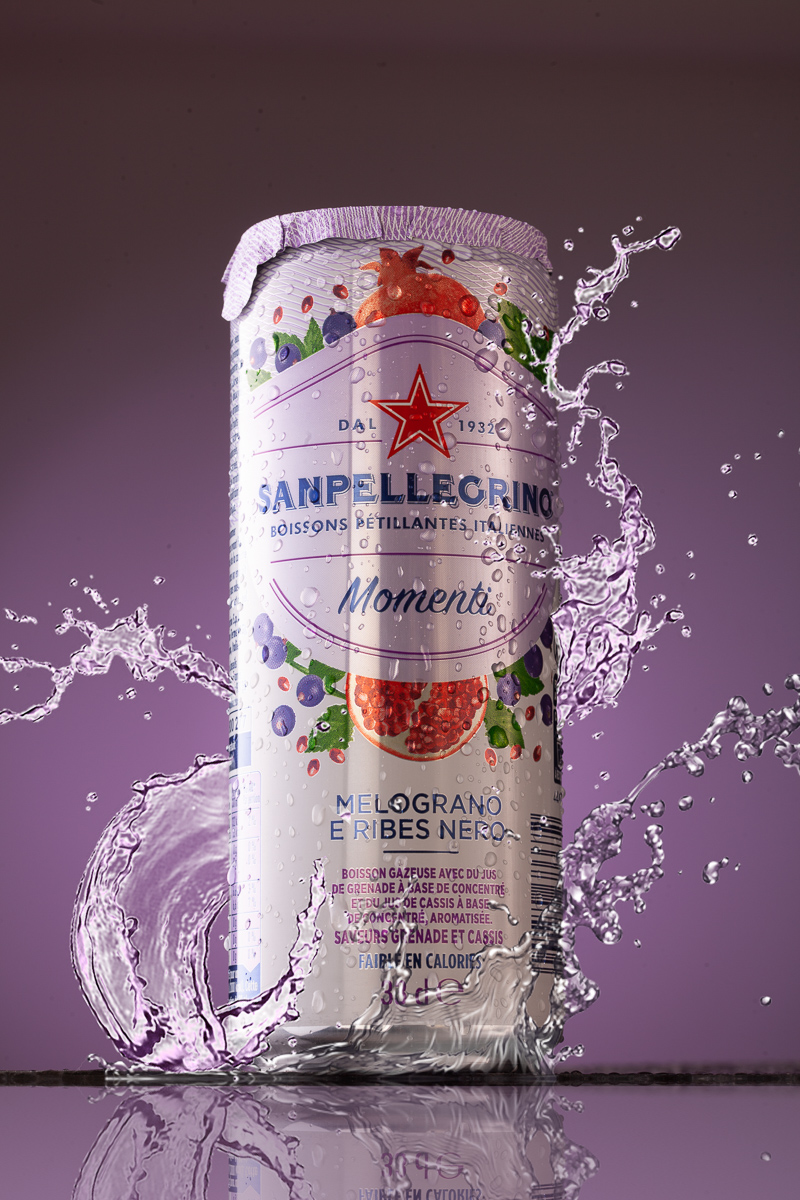 DAL 1932
SANPELLEGRINO
BOISSONS PÉTILLANTES ITALIENNES
Momenti
MELOGRANO
E RIBES NERO
BOISSON GAZEUSE AVEC DU JUS
DE GRENADE À BASE DE CONCENTRÉ
ET DU JUS DE CASSIS À BASE
DE CONCENTRÉ, AROMATISÉE.
SAVEURS GRENADE ET CASSIS
FAIBLE EN CALORIES